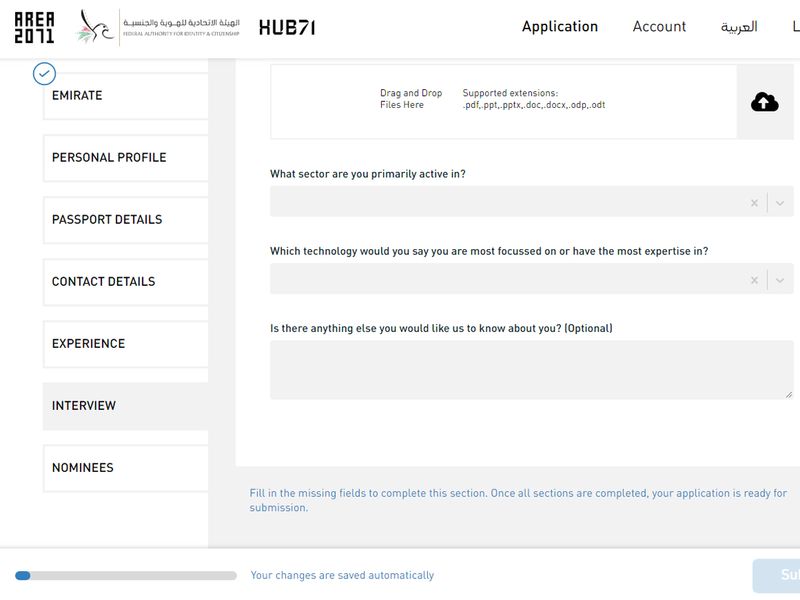 AREA
2071
الهيئة الاتحادية للهوية والجنسية
FEDERAL AUTHORITY FOR IDENTITY & CITIZENSHIP
HUB71
Application
Account
العربية
EMIRATE
PERSONAL PROFILE
PASSPORT DETAILS
CONTACT DETAILS
EXPERIENCE
INTERVIEW
NOMINEES
Drag and Drop
Files Here
Supported extensions:
.pdf,.ppt,.pptx,.doc,.docx,.odp,.odt
What sector are you primarily active in?
Which technology would you say you are most focussed on or have the most expertise in?
Is there anything else you would like us to know about you? (Optional)
Fill in the missing fields to complete this section. Once all sections are completed, your application is ready for
submission.
Your changes are saved automatically